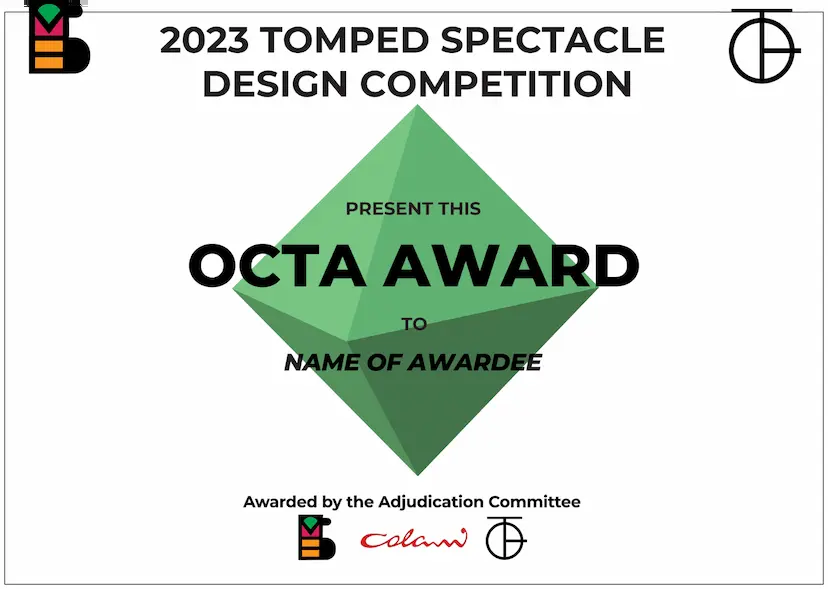 2023 TOMPED SPECTACLE
DESIGN COMPETITION
PRESENT THIS
OCTA AWARD
TO
NAME OF AWARDEE
Awarded by the Adjudication Committee
Colani